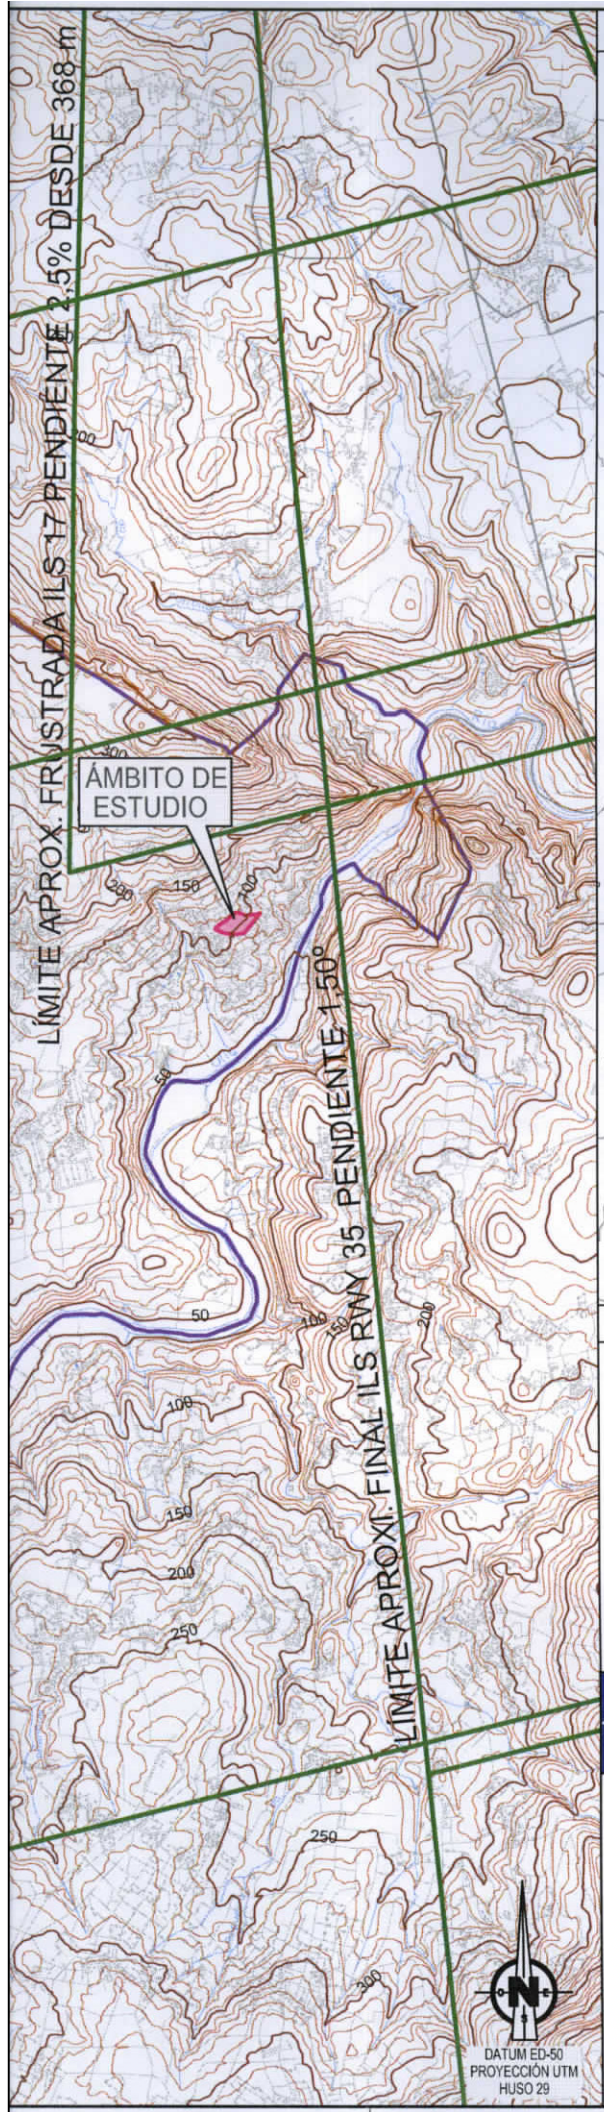 LÍMITE APROX. FRUSTRADA ILS 17 PENDIENTE 2.5% DESDE 368 m
200
300
ÁMBITO DE
ESTUDIO
200
150
100
50
LÍMITE APROXI. FINAL ILS RWY 35 PENDIENTE 1,50°
50
100
150
200
100
150
200
250
250
300
N
O
E
S
DATUM ED-50
PROYECCIÓN UTM
HUSO 29